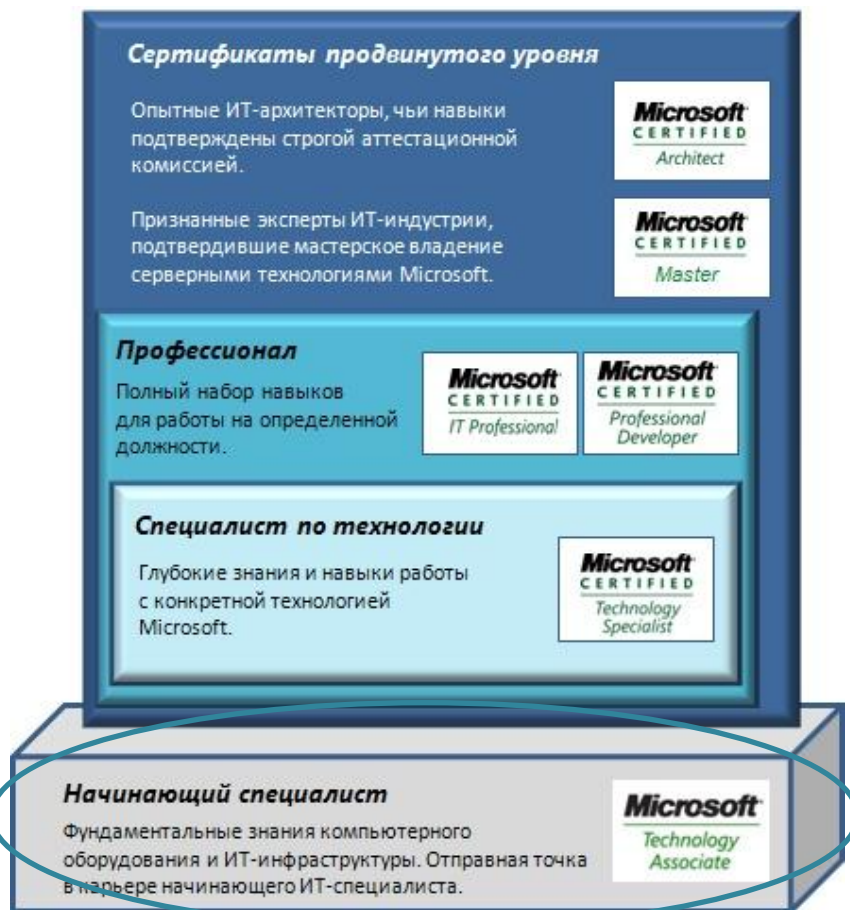 Сертификаты продвинутого уровня
Опытные ИТ-архитекторы, чьи навыки
подтверждены строгой аттестационной
комиссией.
Microsoft
CERTIFIED
Architect
Признанные эксперты ИТ-индустрии,
подтвердившие мастерское владение
серверными технологиями Microsoft.
Microsoft
CERTIFIED
Master
Профессионал
Полный набор навыков
для работы на определенной
должности.
Microsoft
CERTIFIED
IT Professional
Microsoft
CERTIFIED
Professional
Developer
Специалист по технологии
Глубокие знания и навыки работы
с конкретной технологией
Microsoft.
Microsoft
CERTIFIED
Technology
Specialist
Начинающий специалист
Фундаментальные знания компьютерного
оборудования и ИТ-инфраструктуры. Отправная точка
в карьере начинающего ИТ-специалиста.
Microsoft
Technology
Associate